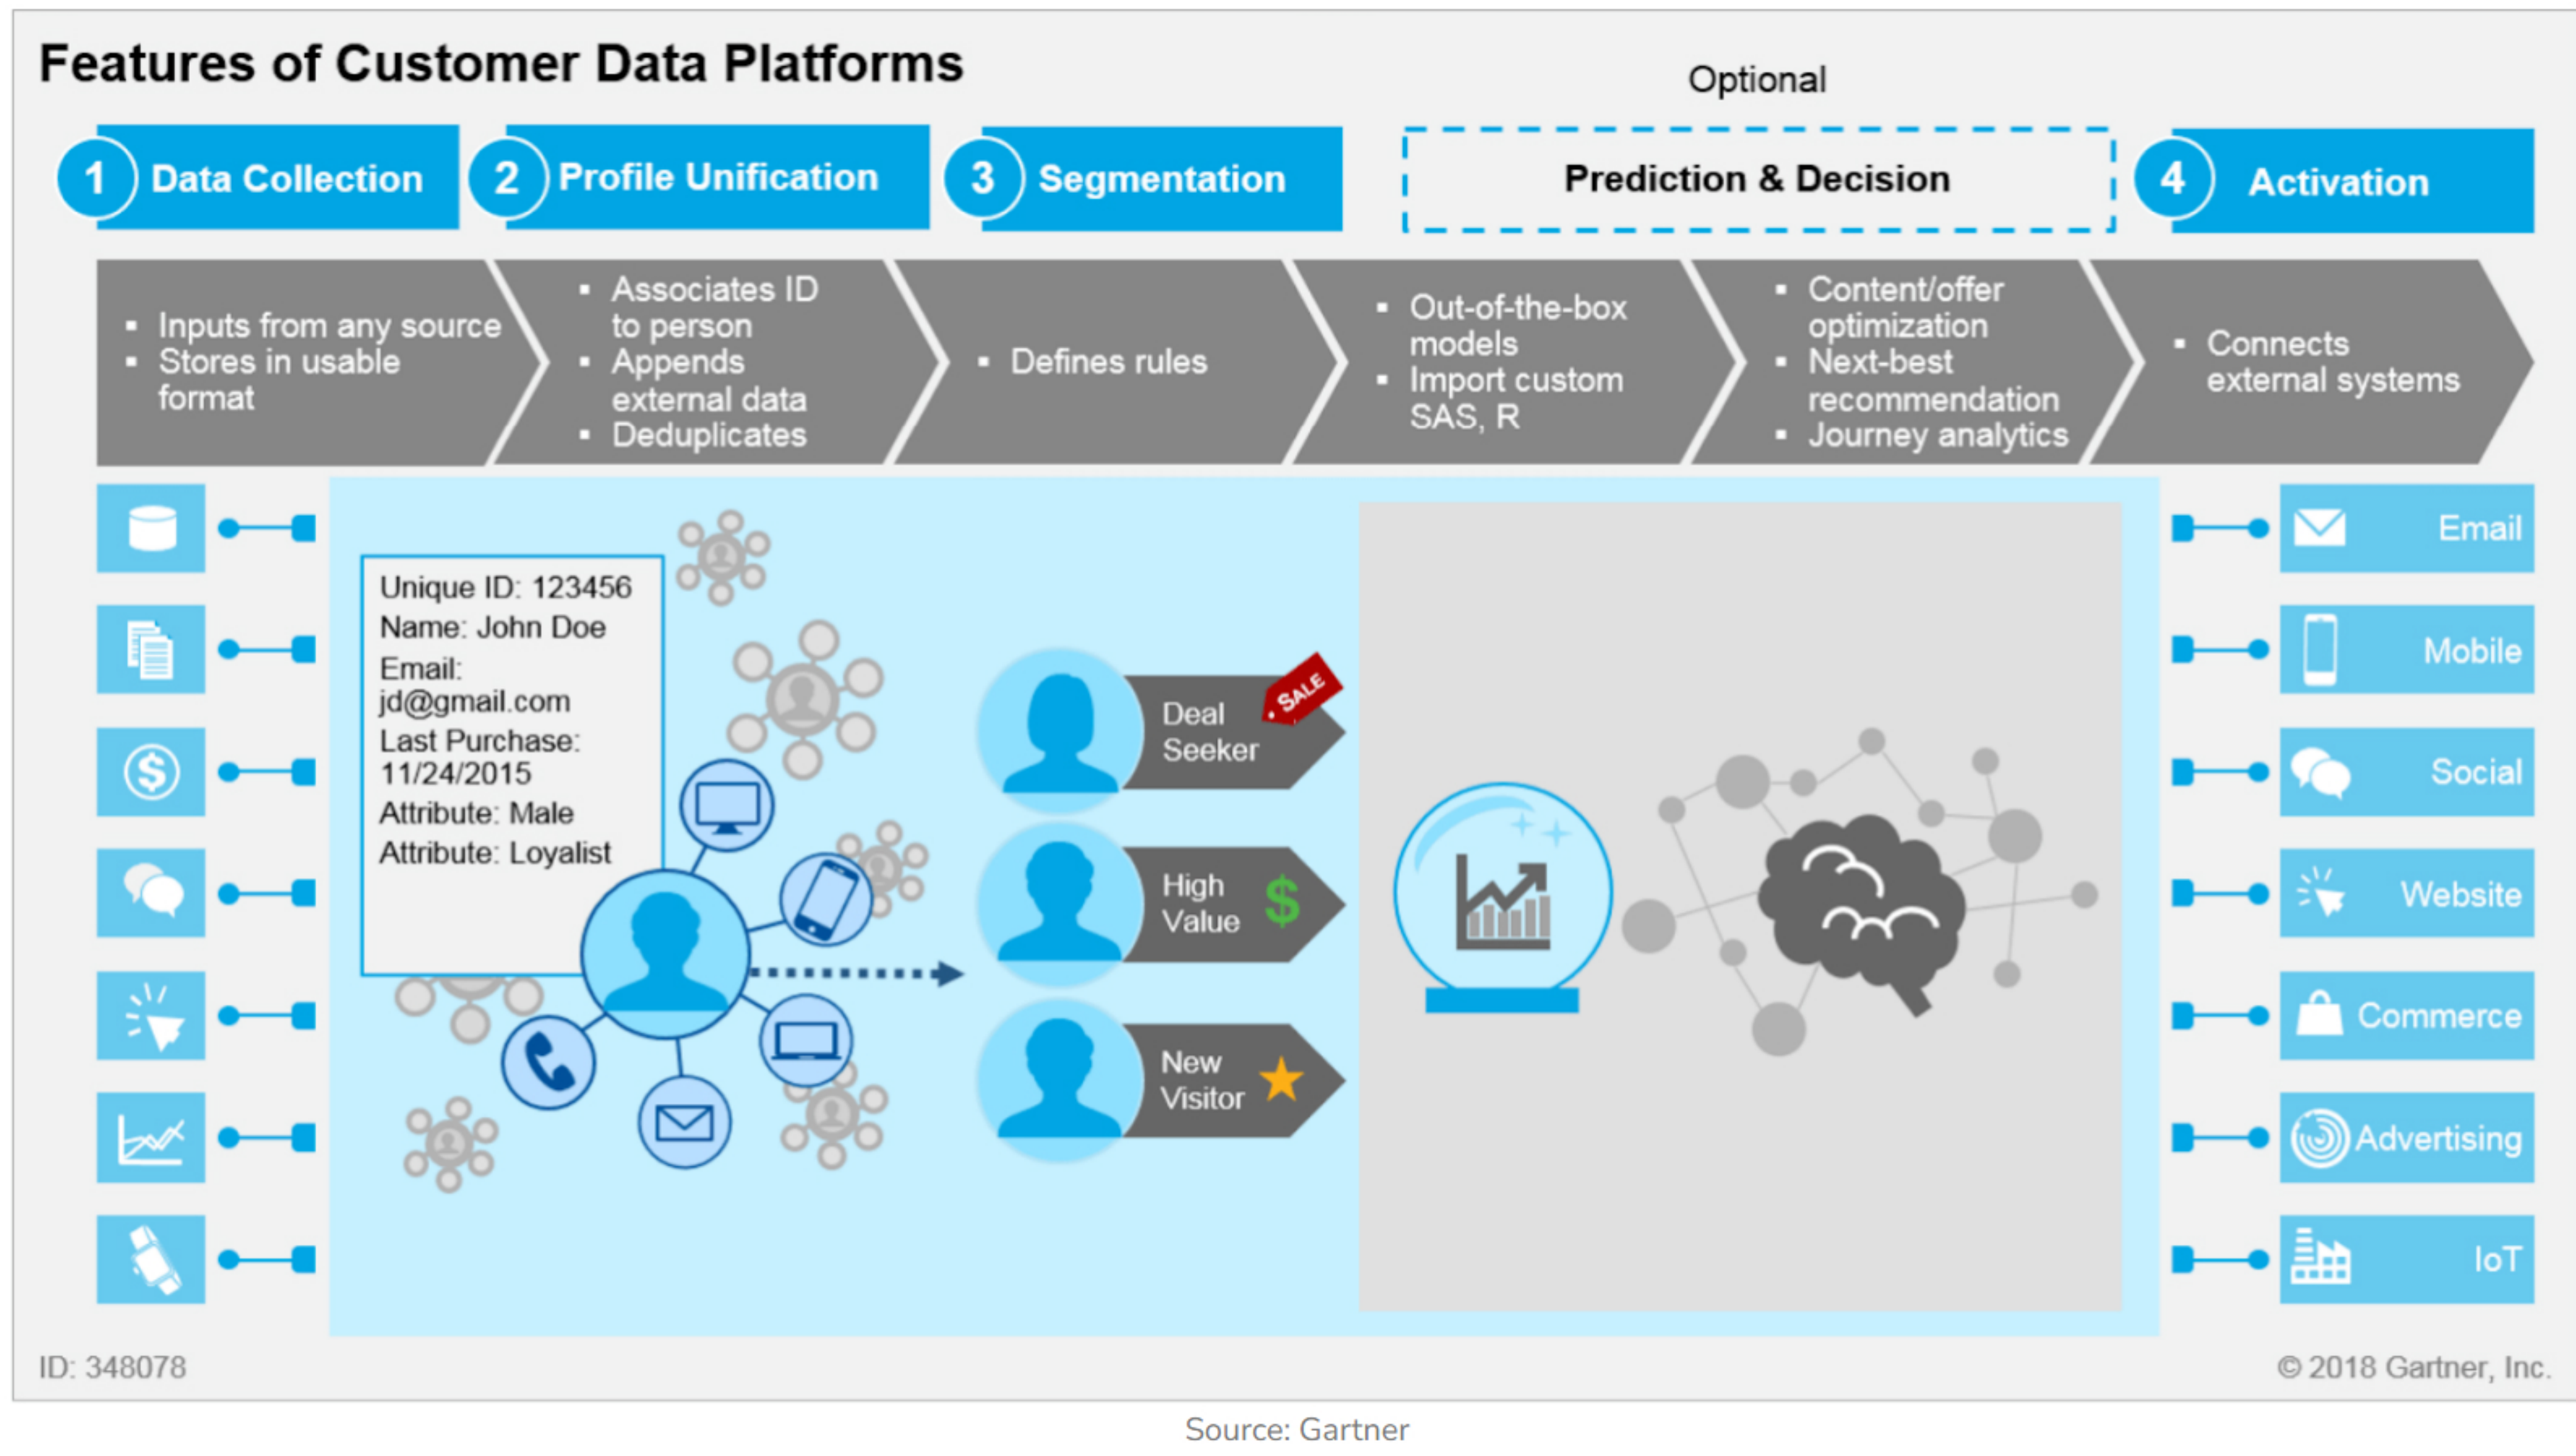 Features of Customer Data Platforms
Optional
1 Data Collection
2 Profile Unification
3 Segmentation
Prediction & Decision
4 Activation
▪ Inputs from any source
▪ Stores in usable
format
▪ Associates ID
to person
▪ Appends
external data
▪ Deduplicates
▪ Defines rules
▪ Out-of-the-box
models
▪ Import custom
SAS, R
▪ Content/offer
optimization
▪ Next-best
recommendation
▪ Journey analytics
▪ Connects
external systems
$
Unique ID: 123456
Name: John Doe
Email:
jd@gmail.com
Last Purchase:
11/24/2015
Attribute: Male
Attribute: Loyalist
Deal
Seeker
SALE
High
Value
$
New
Visitor
Email
Mobile
Social
Website
Commerce
Advertising
IoT
ID: 348078
© 2018 Gartner, Inc.
Source: Gartner